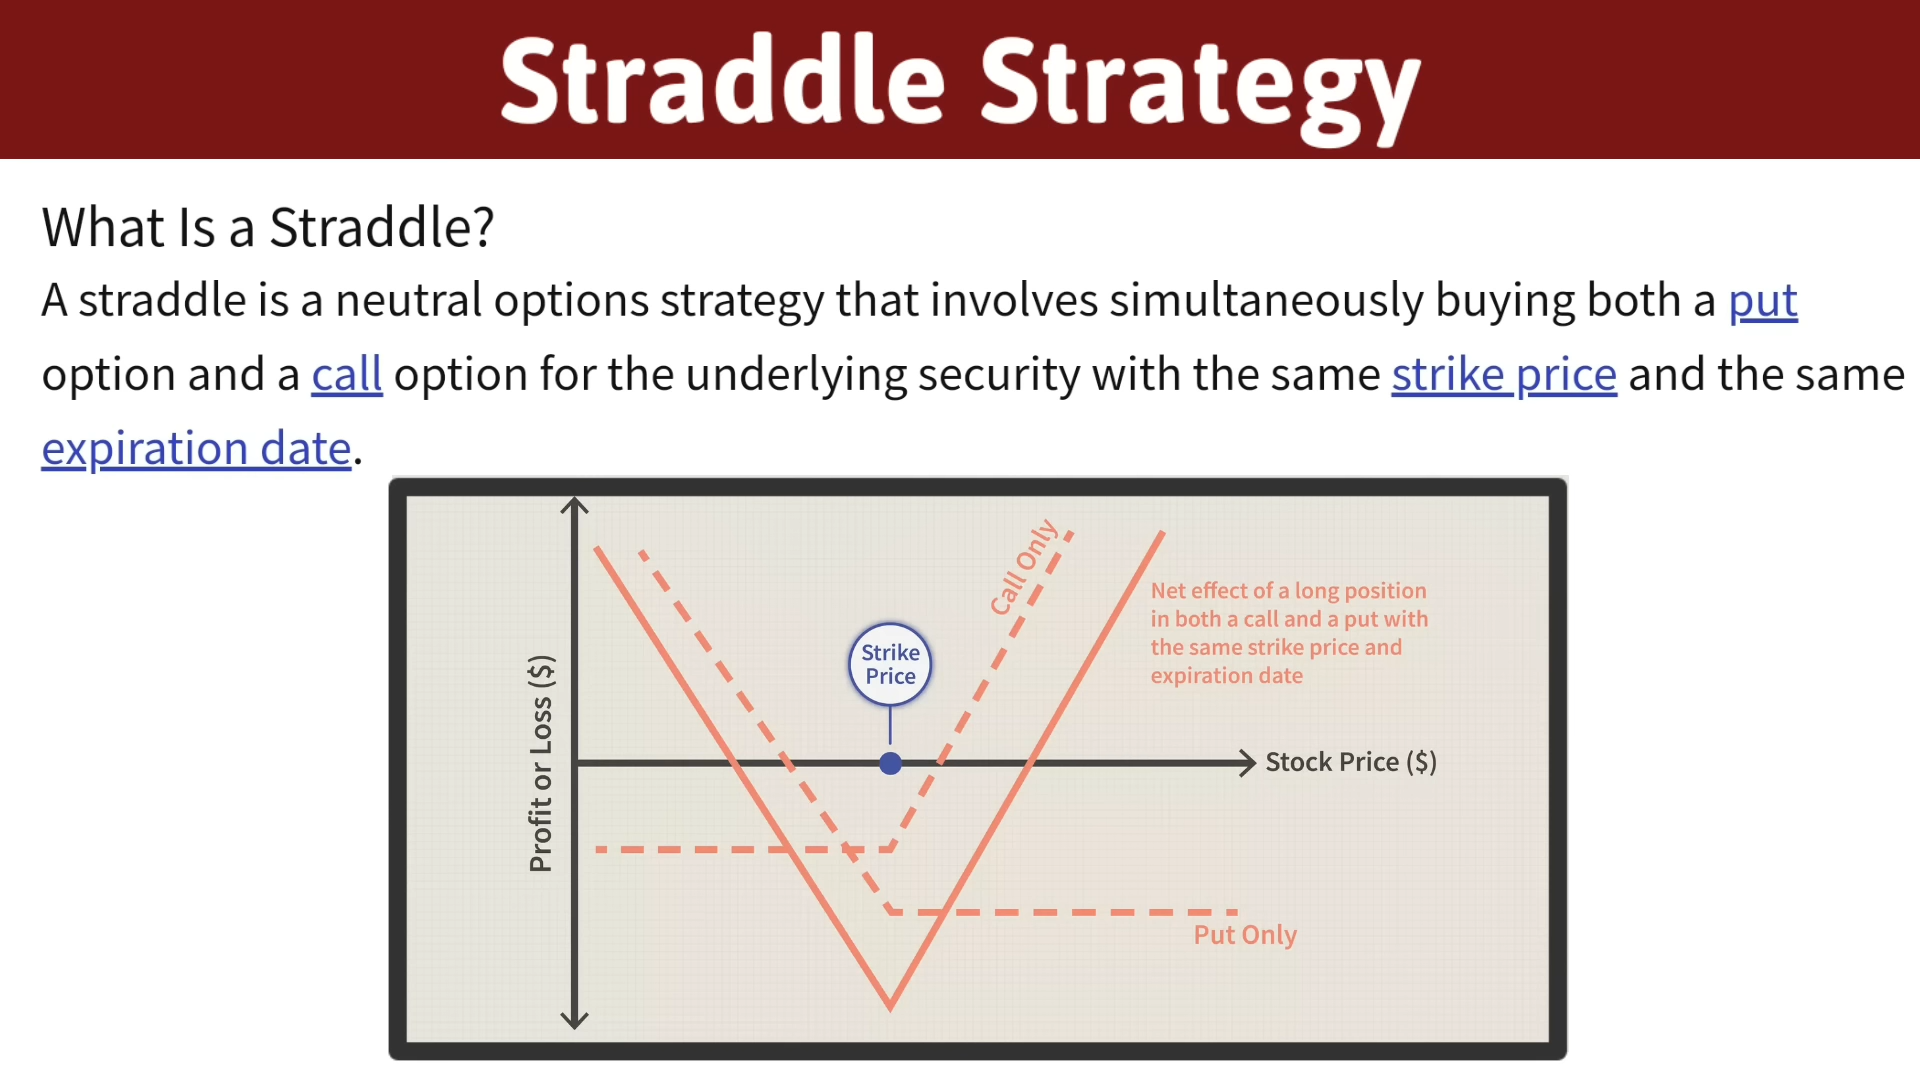 Straddle Strategy
What Is a Straddle?
A straddle is a neutral options strategy that involves simultaneously buying both a put
option and a call option for the underlying security with the same strike price and the same
expiration date.
Call Only
Net effect of a long position
in both a call and a put with
the same strike price and
expiration date
Strike
Price
Profit or Loss ($)
Stock Price ($)
Put Only